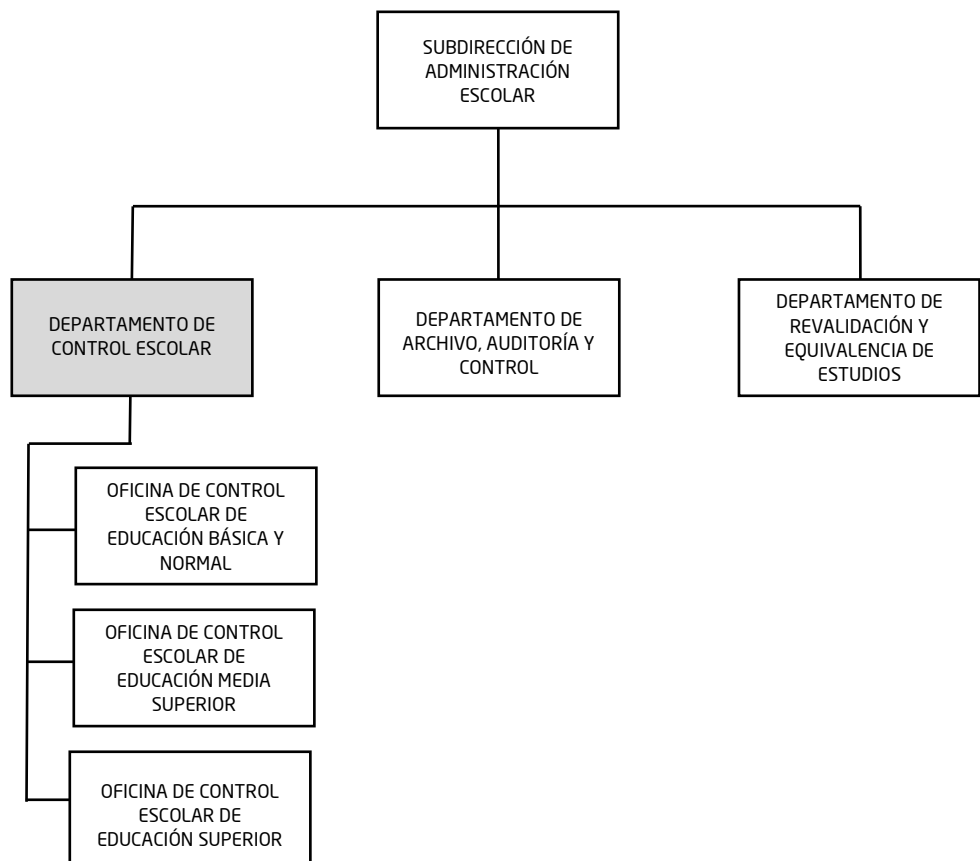 SUBDIRECCIÓN DE
ADMINISTRACIÓN
ESCOLAR
DEPARTAMENTO DE
CONTROL ESCOLAR
DEPARTAMENTO DE
ARCHIVO, AUDITORÍA Y
CONTROL
DEPARTAMENTO DE
REVALIDACIÓN Y
EQUIVALENCIA DE
ESTUDIOS
OFICINA DE CONTROL
ESCOLAR DE
EDUCACIÓN BÁSICA Y
NORMAL
OFICINA DE CONTROL
ESCOLAR DE
EDUCACIÓN MEDIA
SUPERIOR
OFICINA DE CONTROL
ESCOLAR DE
EDUCACIÓN SUPERIOR